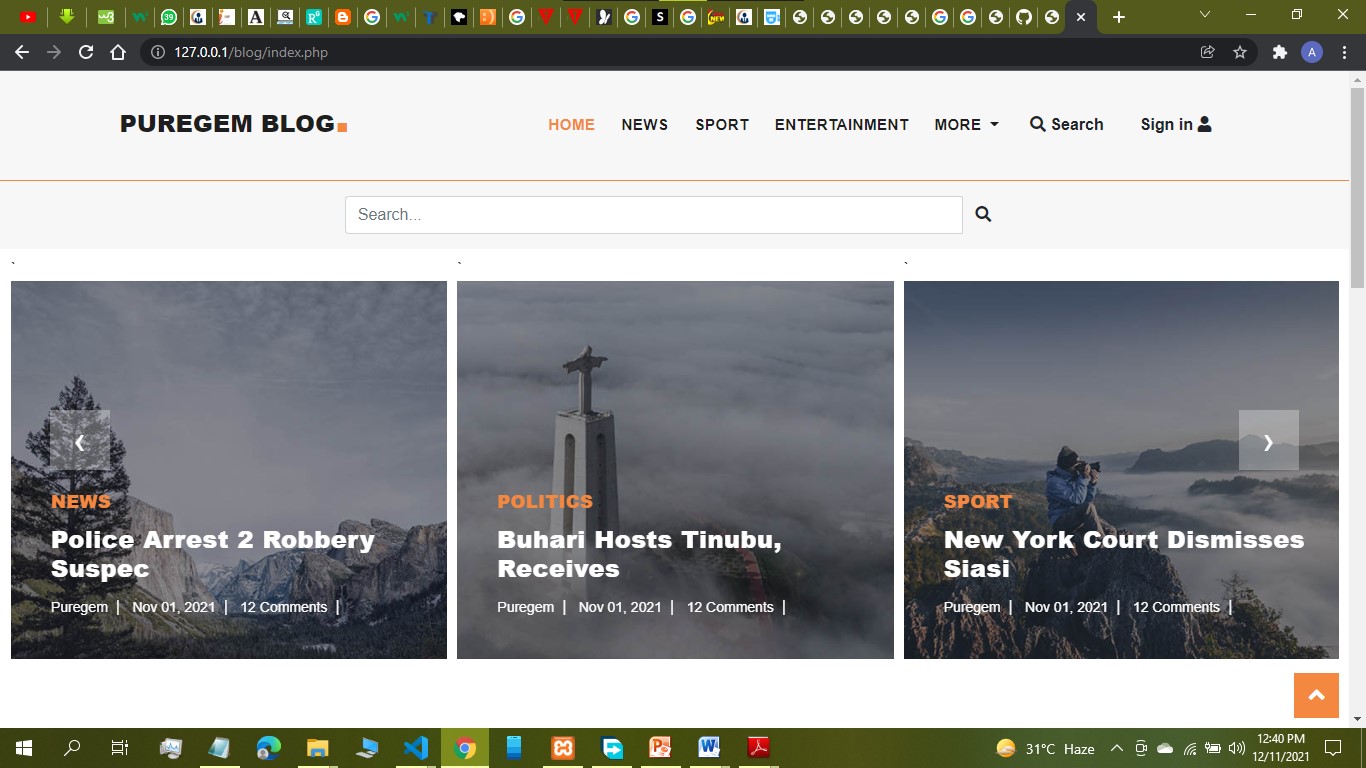 127.0.0.1/blog/index.php
A
PUREGEM BLOG
HOME NEWS SPORT ENTERTAINMENT MORE Search Sign in
Search...
` ` `
NEWS
Police Arrest 2 Robbery
Suspec
Puregem | Nov 01, 2021 | 12 Comments |
POLITICS
Buhari Hosts Tinubu,
Receives
Puregem | Nov 01, 2021 | 12 Comments |
SPORT
New York Court Dismisses
Siasi
Puregem | Nov 01, 2021 | 12 Comments |
31°C Haze
12:40 PM
12/11/2021